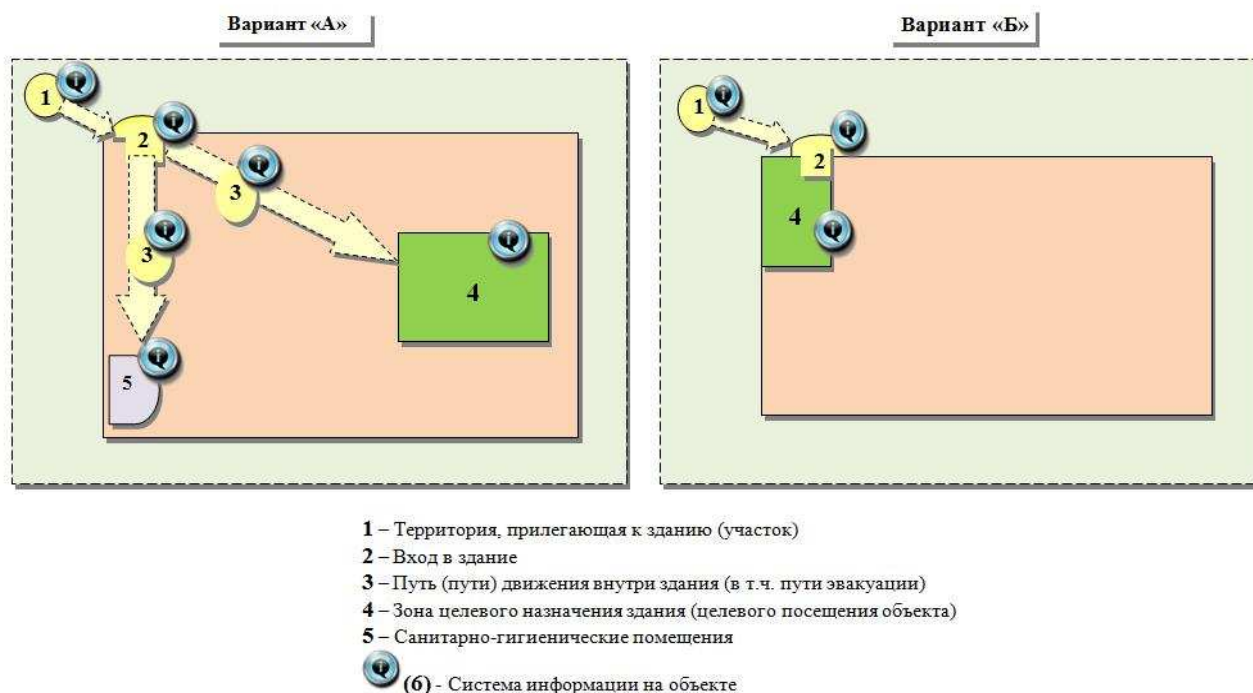 Вариант «А»
Вариант «Б»
1
2
3
3
4
5
1
2
4
1 – Территория, прилегающая к зданию (участок)
2 – Вход в здание
3 – Путь (пути) движения внутри здания (в т.ч. пути эвакуации)
4 – Зона целевого назначения здания (целевого посещения объекта)
5 – Санитарно-гигиенические помещения
(6) - Система информации на объекте